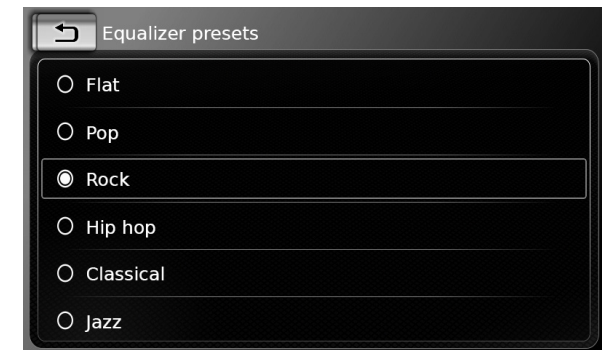 Equalizer presets
Flat
Pop
Rock
Hip hop
Classical
Jazz